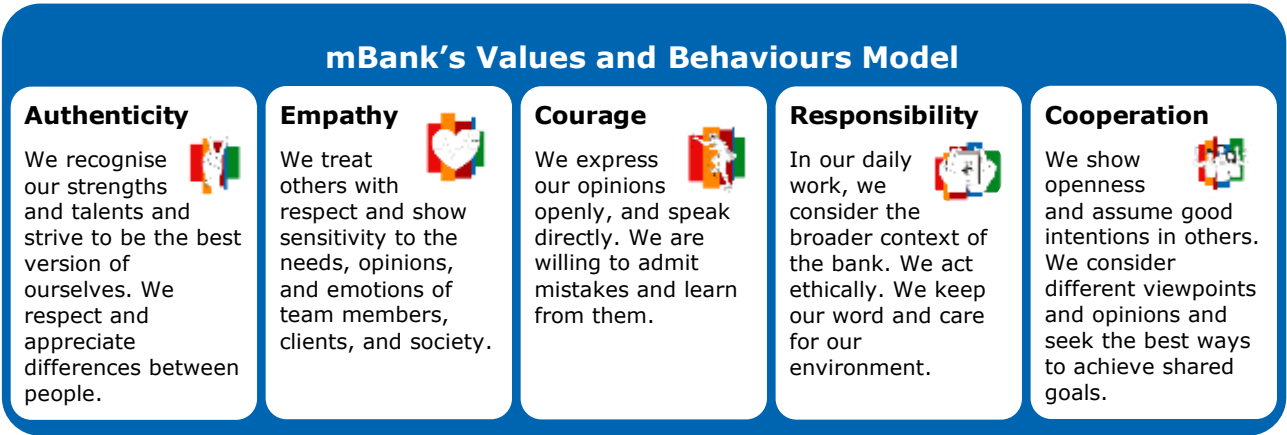 mBank’s Values and Behaviours Model
Authenticity
We recognise
our strengths
and talents and
strive to be the best
version of
ourselves. We
respect and
appreciate
differences between
people.
Empathy
We treat
others with
respect and show
sensitivity to the
needs, opinions,
and emotions of
team members,
clients, and society.
Courage
We express
our opinions
openly, and speak
directly. We are
willing to admit
mistakes and learn
from them.
Responsibility
In our daily
work, we
consider the
broader context of
the bank. We act
ethically. We keep
our word and care
for our
environment.
Cooperation
We show
openness
and assume good
intentions in others.
We consider
different viewpoints
and opinions and
seek the best ways
to achieve shared
goals.